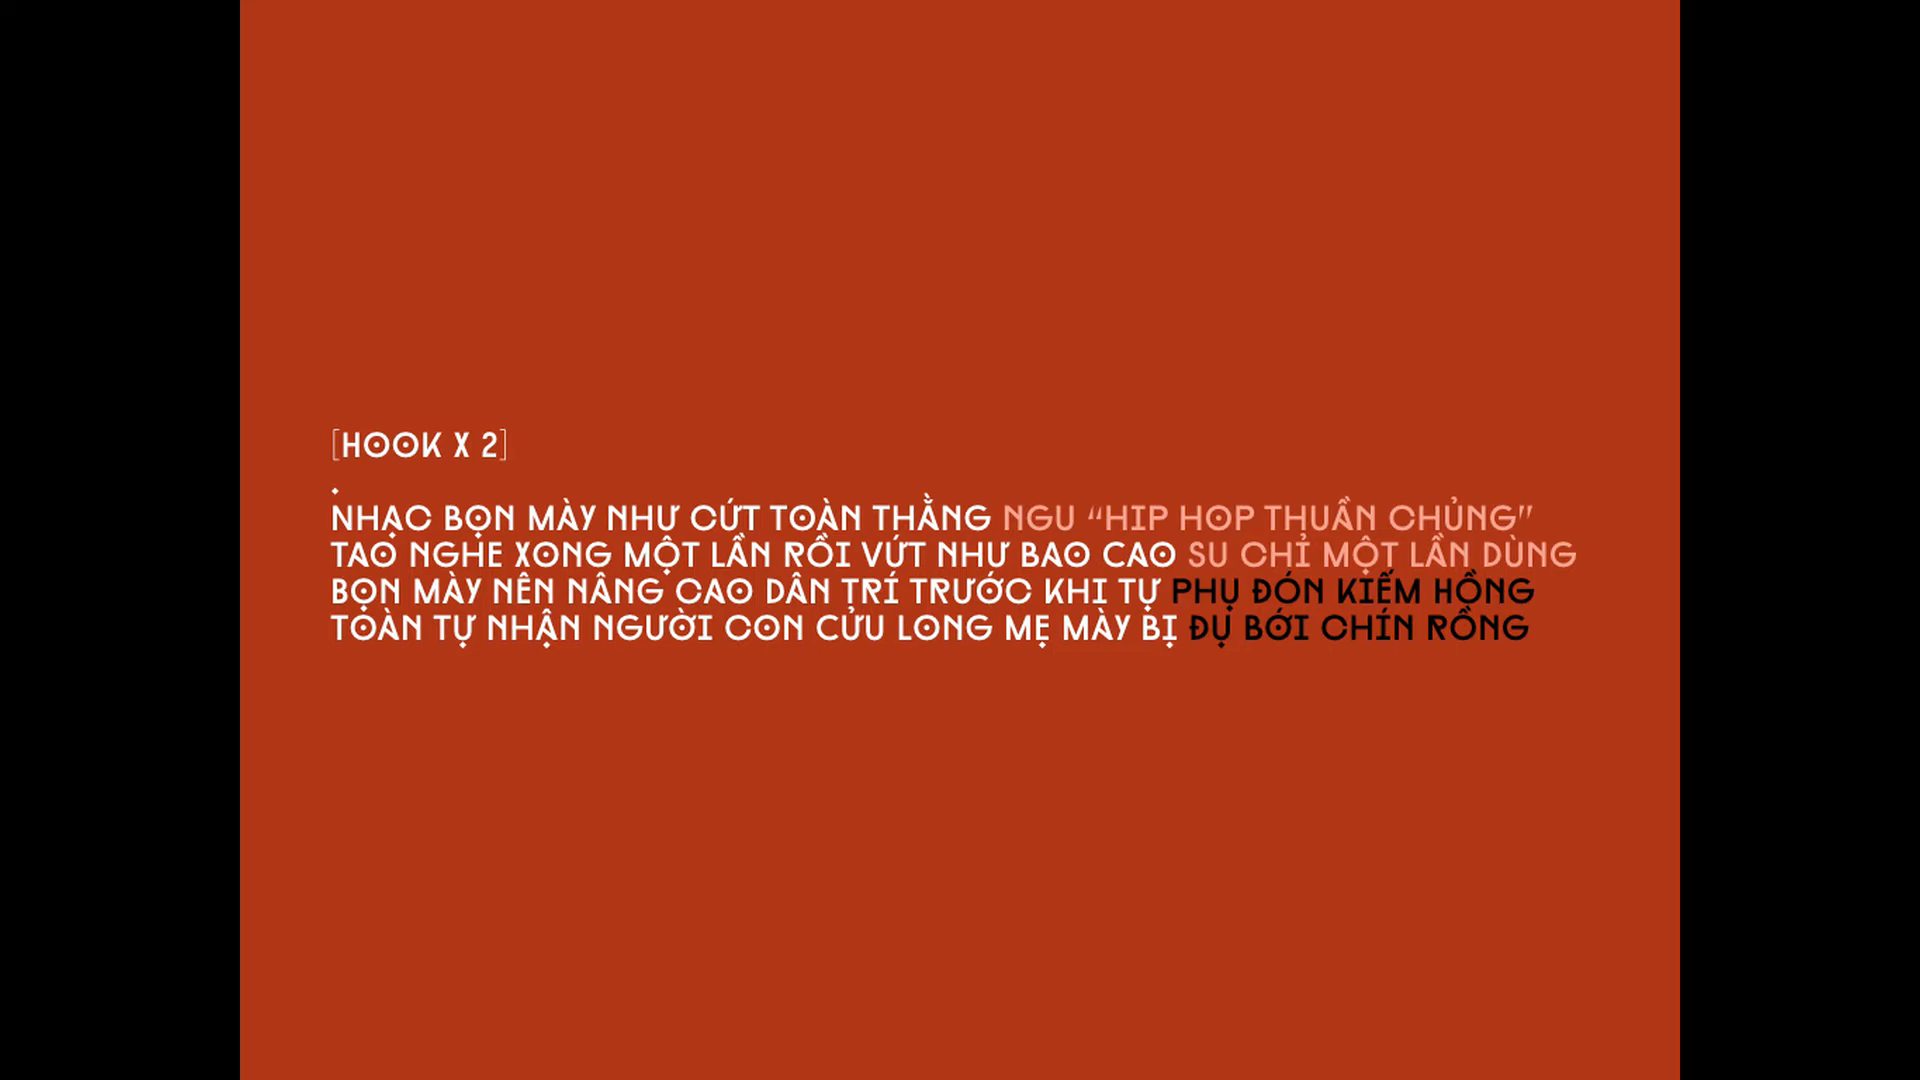 [HOOK X 2]
.
NHẠC BỌN MÀY NHƯ CỨT TOÀN THẰNG NGU “HIP HOP THUẦN CHỦNG”
TAO NGHE XONG MỘT LẦN RỒI VỨT NHƯ BAO CAO SU CHỈ MỘT LẦN DÙNG
BỌN MÀY NÊN NÂNG CAO DÂN TRÍ TRƯỚC KHI TỰ PHỤ ĐÓN KIẾM HỒNG
TOÀN TỰ NHẬN NGƯỜI CON CỬU LONG MẸ MÀY BỊ ĐỤ BỚI CHÍN RỒNG